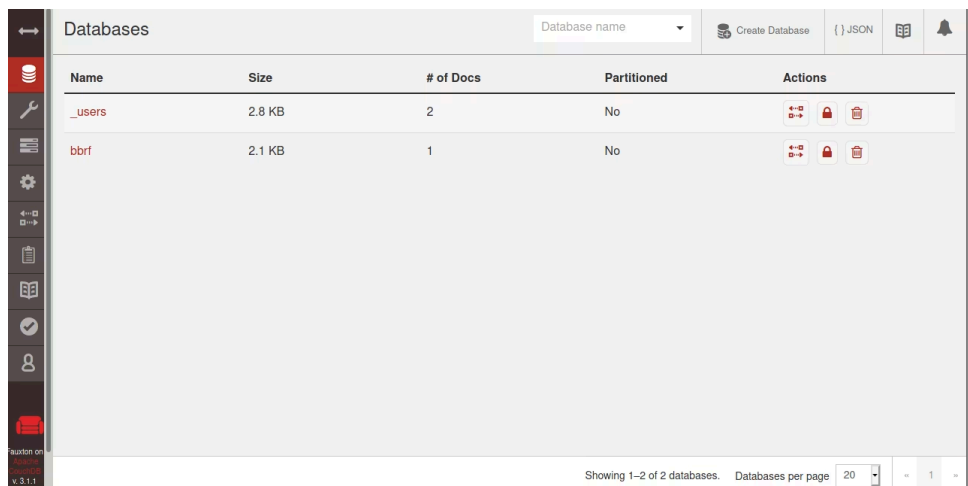 Databases
Database name
Create Database
{ } JSON
Name Size # of Docs Partitioned Actions
_users 2.8 KB 2 No
bbrf 2.1 KB 1 No
Fauxton on
Apache
CouchDB
v. 3.1.1
Showing 1–2 of 2 databases. Databases per page 20 « 1 »